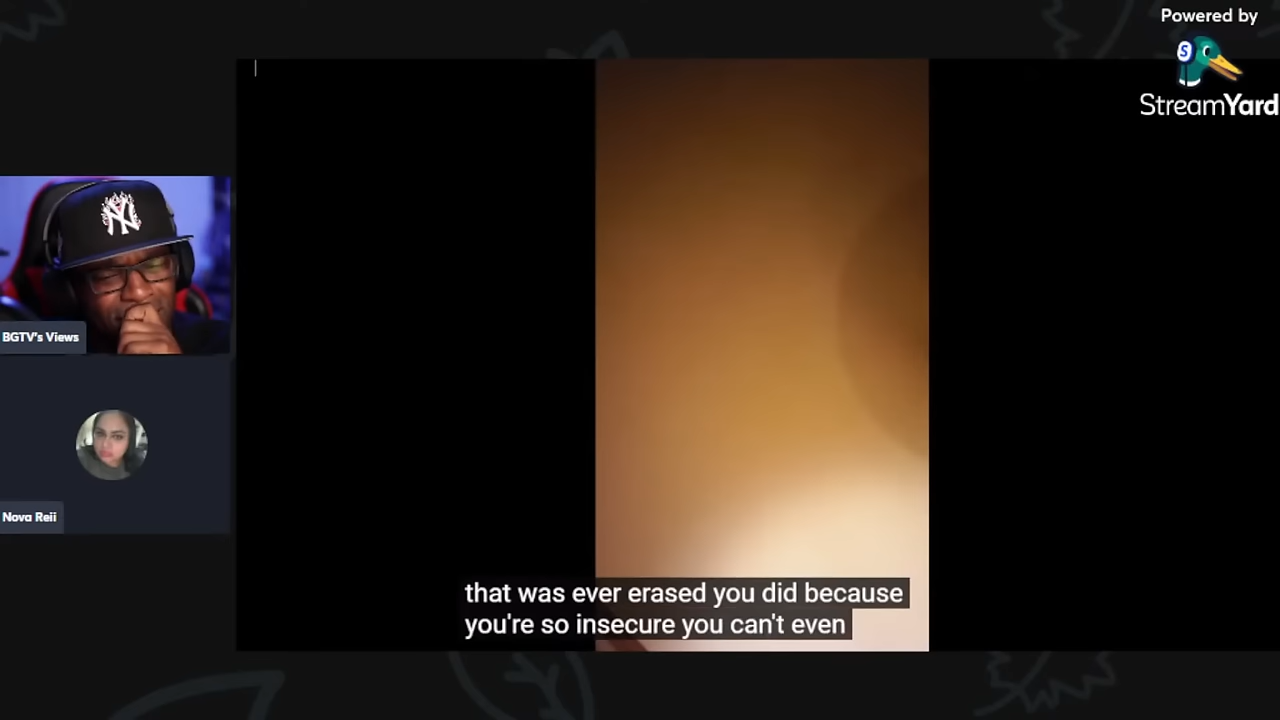 Powered by
S
StreamYard
NY
BGTV's Views
Nova Reii
that was ever erased you did because
you're so insecure you can't even